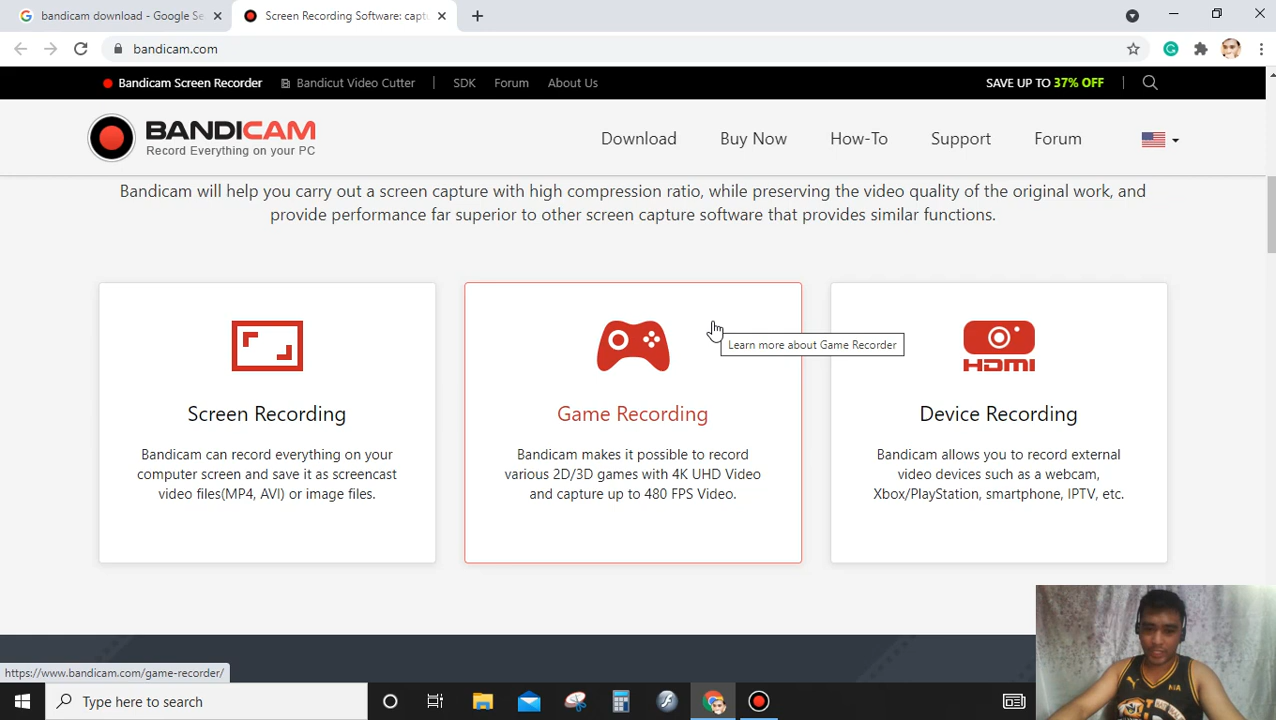 bandicam download - Google Se
Screen Recording Software: captu
bandicam.com
Bandicam Screen Recorder
Bandicut Video Cutter
SDK
Forum
About Us
SAVE UP TO 37% OFF
BANDICAM
Record Everything on your PC
Download
Buy Now
How-To
Support
Forum
Bandicam will help you carry out a screen capture with high compression ratio, while preserving the video quality of the original work, and
provide performance far superior to other screen capture software that provides similar functions.
Screen Recording
Bandicam can record everything on your
computer screen and save it as screencast
video files(MP4, AVI) or image files.
Learn more about Game Recorder
Game Recording
Bandicam makes it possible to record
various 2D/3D games with 4K UHD Video
and capture up to 480 FPS Video.
HDMI
Device Recording
Bandicam allows you to record external
video devices such as a webcam,
Xbox/PlayStation, smartphone, IPTV, etc.
https://www.bandicam.com/game-recorder/
Type here to search